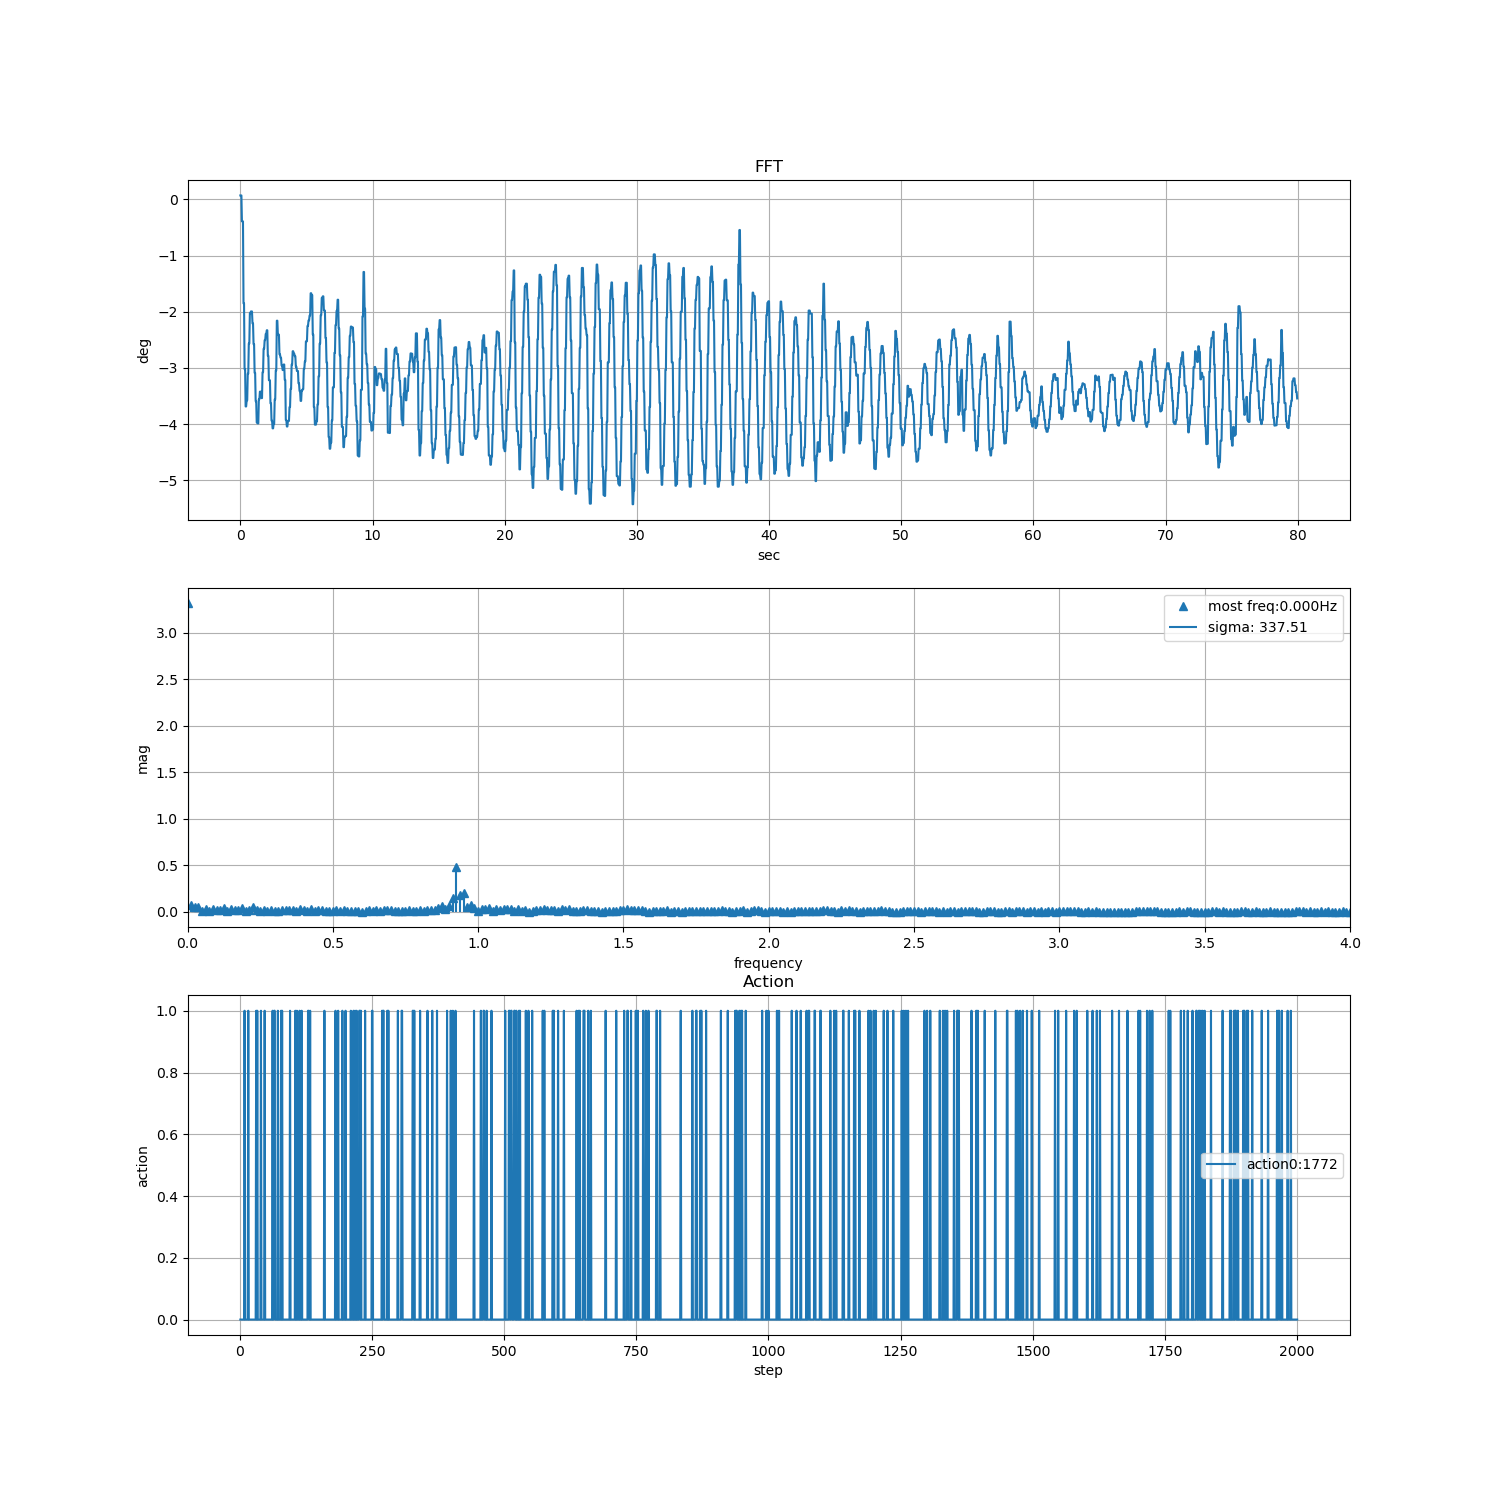 FFT
0
−1
−2
−3
−4
−5
deg
0 10 20 30 40 50 60 70 80
sec
most freq:0.000Hz
sigma: 337.51
3.0
2.5
2.0
1.5
1.0
0.5
0.0
mag
0.0 0.5 1.0 1.5 2.0 2.5 3.0 3.5 4.0
frequency
Action
1.0
0.8
0.6
0.4
0.2
0.0
action
action0:1772
0 250 500 750 1000 1250 1500 1750 2000
step